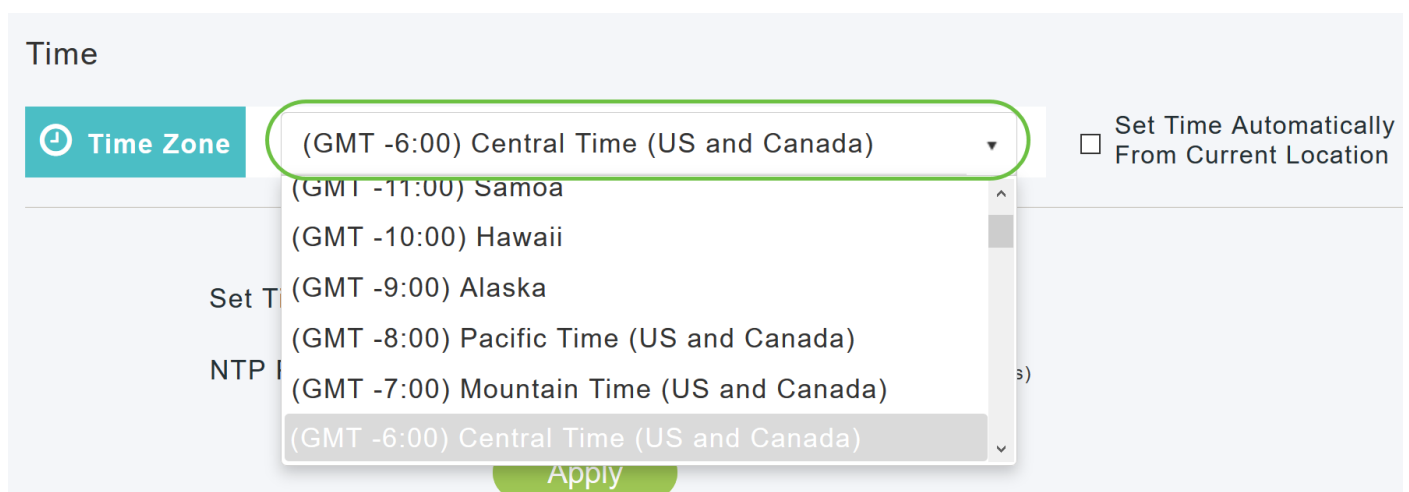 Time
Time Zone
(GMT -6:00) Central Time (US and Canada)
Set Time Automatically
From Current Location
(GMT -11:00) Samoa
(GMT -10:00) Hawaii
(GMT -9:00) Alaska
Set
(GMT -8:00) Pacific Time (US and Canada)
NTP
(GMT -7:00) Mountain Time (US and Canada)
(GMT -6:00) Central Time (US and Canada)
Apply